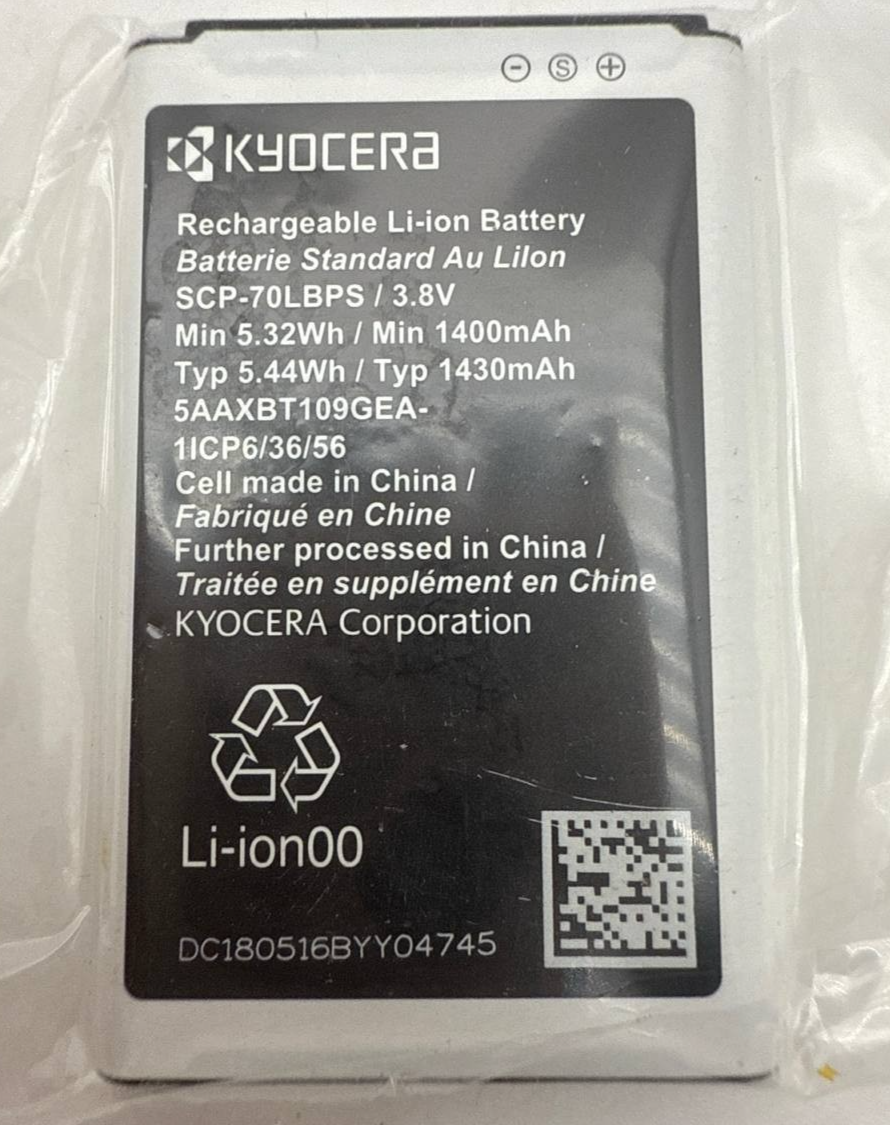 ⊖ Ⓢ ⊕
KYOCERA
Rechargeable Li-ion Battery
Batterie Standard Au LiIon
SCP-70LBPS / 3.8V
Min 5.32Wh / Min 1400mAh
Typ 5.44Wh / Typ 1430mAh
5AAXBT109GEA-
1ICP6/36/56
Cell made in China /
Fabriqué en Chine
Further processed in China /
Traitée en supplément en Chine
KYOCERA Corporation
Li-ion00
DC180516BYY04745